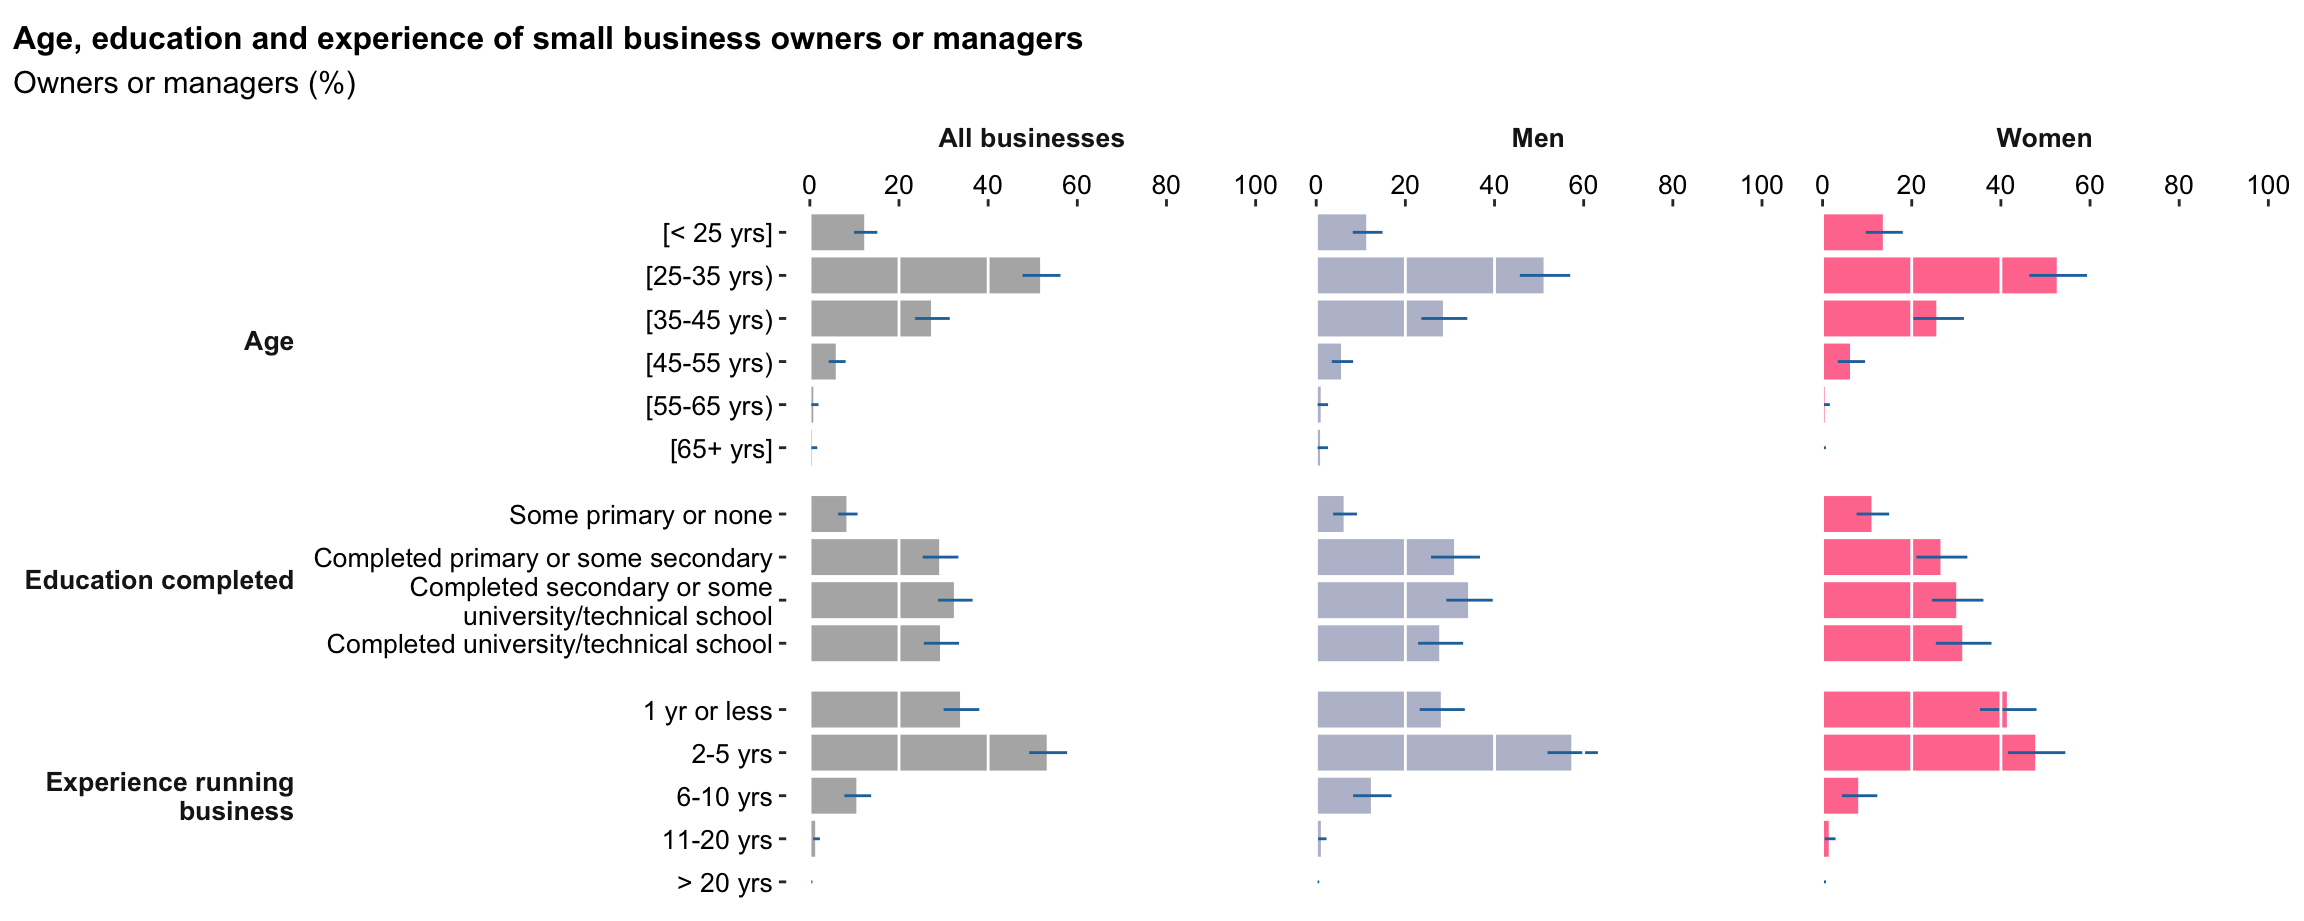 Age, education and experience of small business owners or managers
Owners or managers (%)
All businesses
Men
Women
0 20 40 60 80 100
0 20 40 60 80 100
0 20 40 60 80 100
Age
[< 25 yrs]
[25-35 yrs)
[35-45 yrs)
[45-55 yrs)
[55-65 yrs)
[65+ yrs]
Education completed
Some primary or none
Completed primary or some secondary
Completed secondary or some
university/technical school
Completed university/technical school
Experience running
business
1 yr or less
2-5 yrs
6-10 yrs
11-20 yrs
> 20 yrs